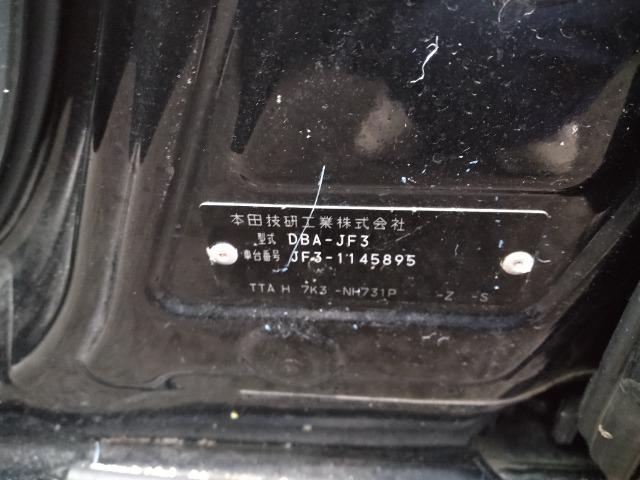 本田技研工業株式会社
型式 DBA-JF3
車台番号 JF3-1145895
TTA H 7K3 -NH731P -Z -S